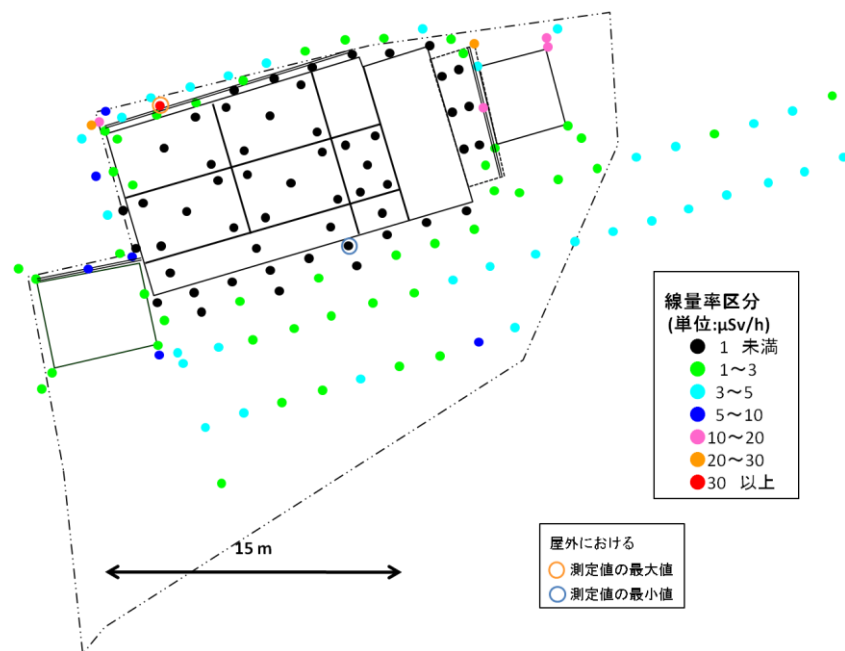 線量率区分
(単位:μSv/h)
1 未満
1～3
3～5
5～10
10～20
20～30
30 以上
15 m
屋外における
測定値の最大値
測定値の最小値